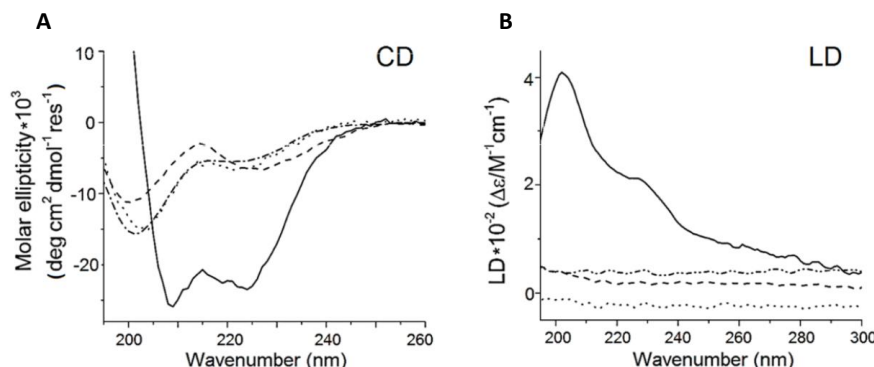 A
CD
10
0
-10
-20
Molar ellipticity*10³
(deg cm² dmol⁻¹ res⁻¹)
200
220
240
260
Wavenumber (nm)
B
LD
4
2
0
LD*10⁻² (Δε/M⁻¹cm⁻¹)
200
220
240
260
280
300
Wavenumber (nm)